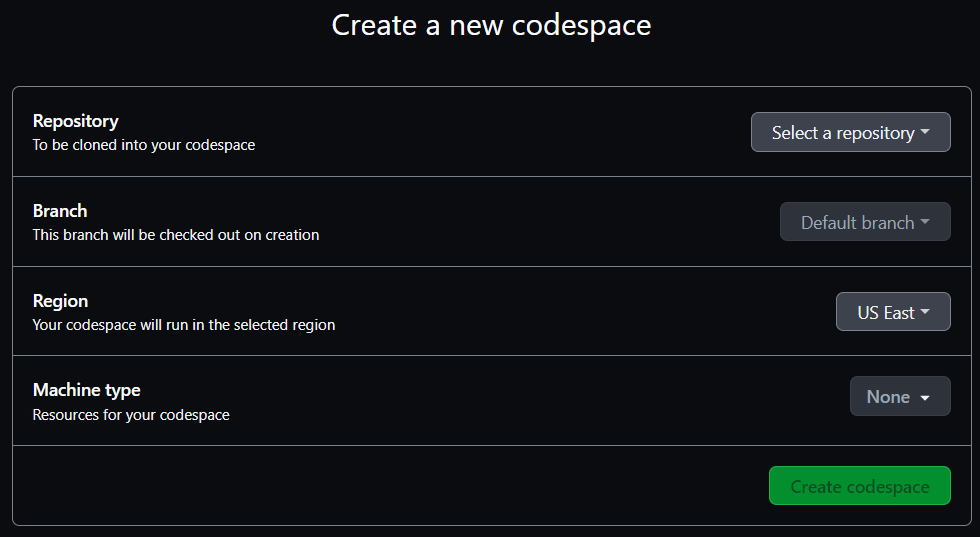 Create a new codespace
Repository
To be cloned into your codespace
Select a repository
Branch
This branch will be checked out on creation
Default branch
Region
Your codespace will run in the selected region
US East
Machine type
Resources for your codespace
None
Create codespace